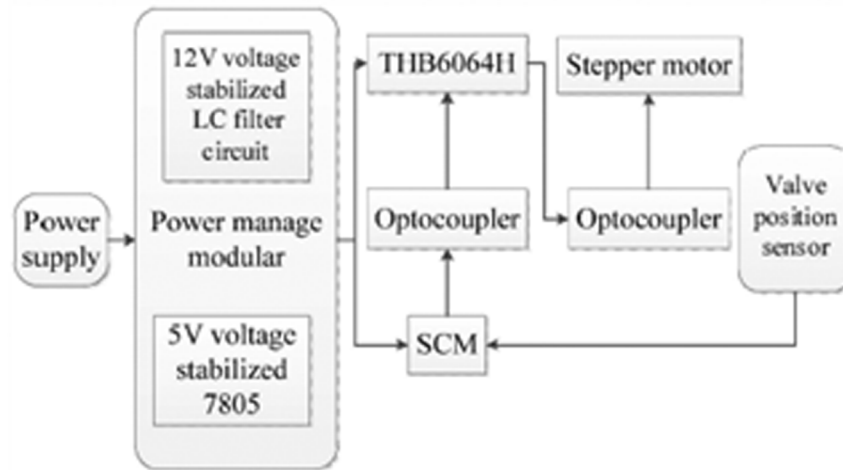 Power
supply
12V voltage
stabilized
LC filter
circuit
Power manage
modular
5V voltage
stabilized
7805
THB6064H
Stepper motor
Optocoupler
Optocoupler
SCM
Valve
position
sensor